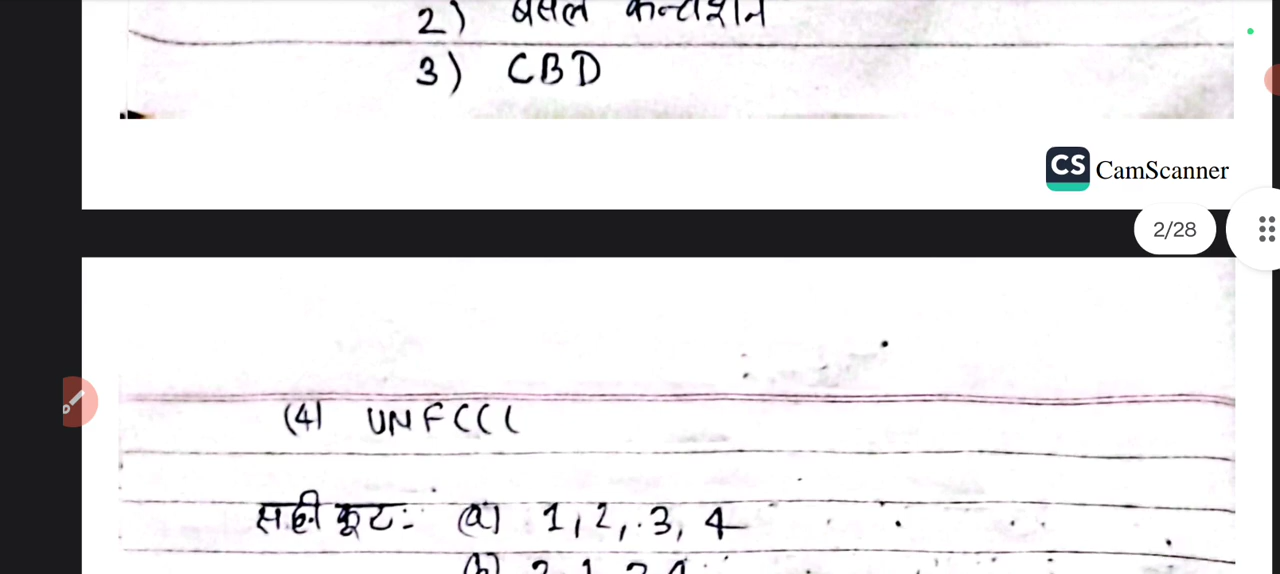 2) बेसल कन्वेंशन
3) CBD
CS CamScanner
2/28
(4) UNFCCC
सही कूट: (a) 1, 2, 3, 4